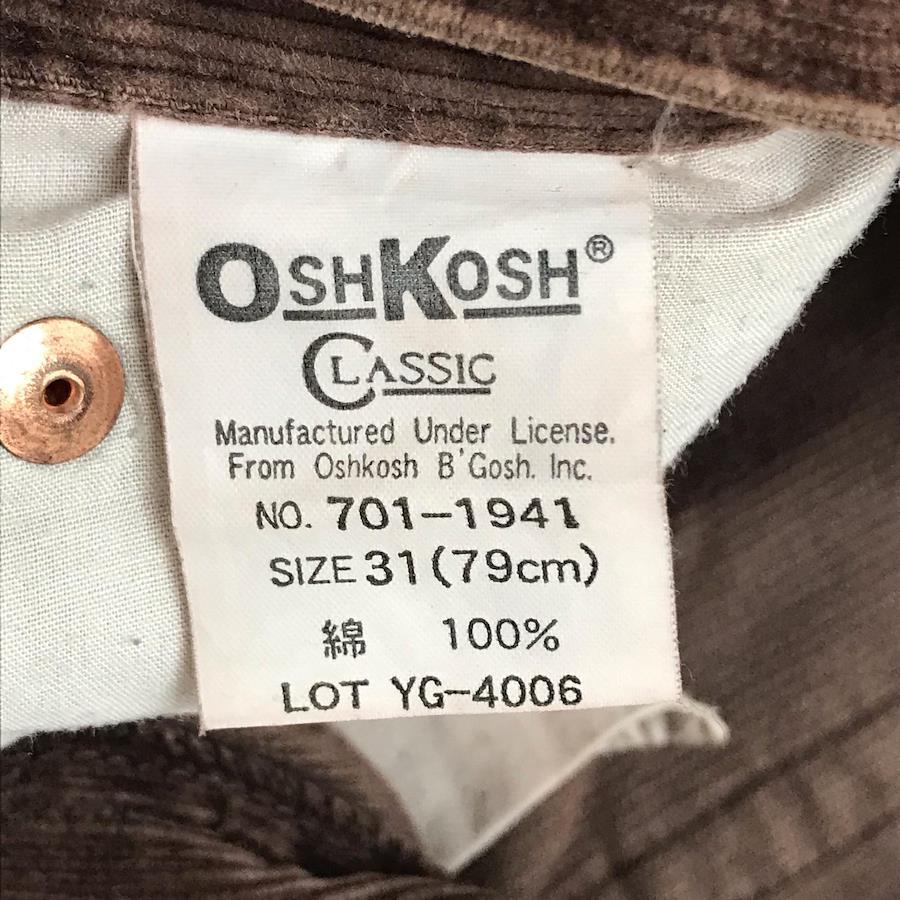 OSHKOSH®
CLASSIC
Manufactured Under License.
From Oshkosh B'Gosh. Inc.
NO. 701-1941
SIZE 31 (79cm)
綿 100%
LOT YG-4006